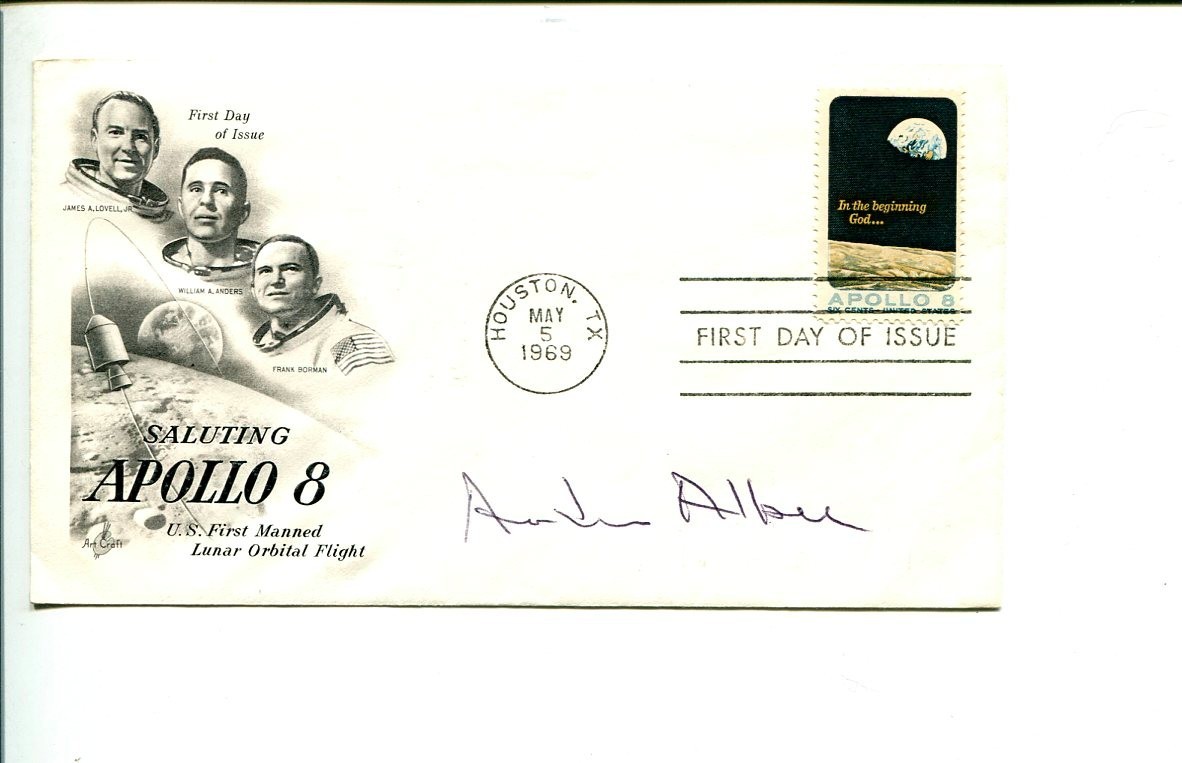 First Day
of Issue
JAMES A. LOVELL, JR.
WILLIAM A. ANDERS
FRANK BORMAN
SALUTING
APOLLO 8
U.S. First Manned
Lunar Orbital Flight
Art Craft
HOUSTON, TX
MAY
5
1969
In the beginning
God...
APOLLO 8
SIX CENTS · UNITED STATES
FIRST DAY OF ISSUE
Albee